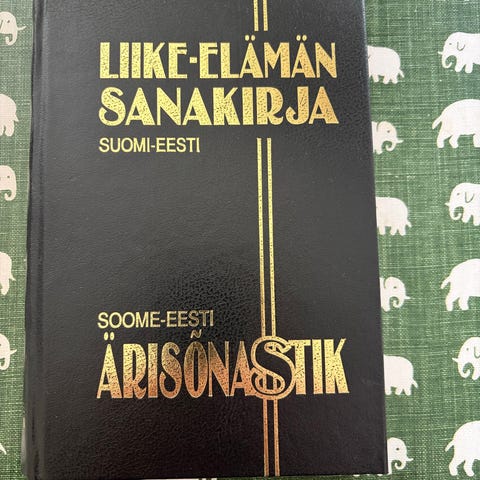 LIIKE-ELÄMÄN
SANAKIRJA
SUOMI-EESTI
SOOME-EESTI
ÄRISÕNASTIK